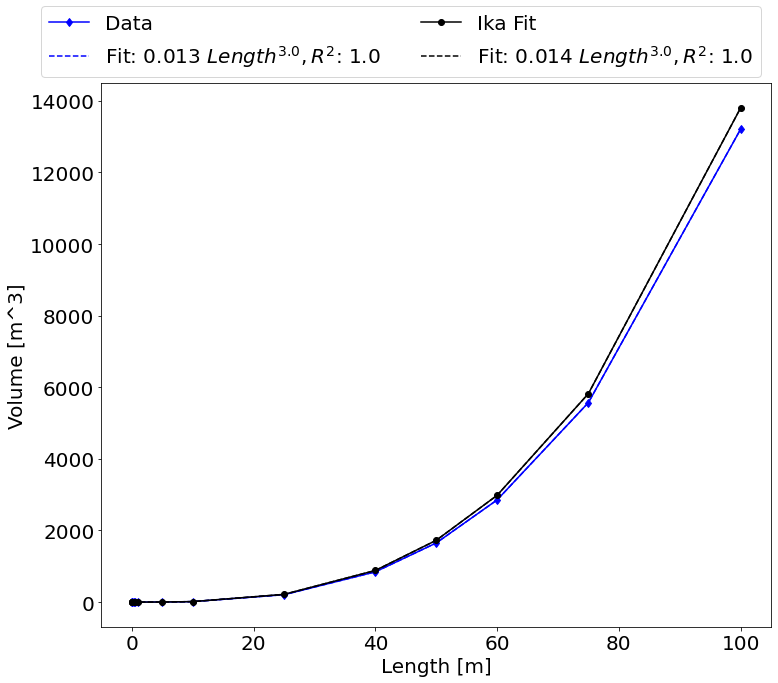 Data
Ika Fit
Fit: 0.013 Length^3.0, R^2: 1.0
Fit: 0.014 Length^3.0, R^2: 1.0
14000
12000
10000
8000
6000
4000
2000
0
Volume [m^3]
0 20 40 60 80 100
Length [m]